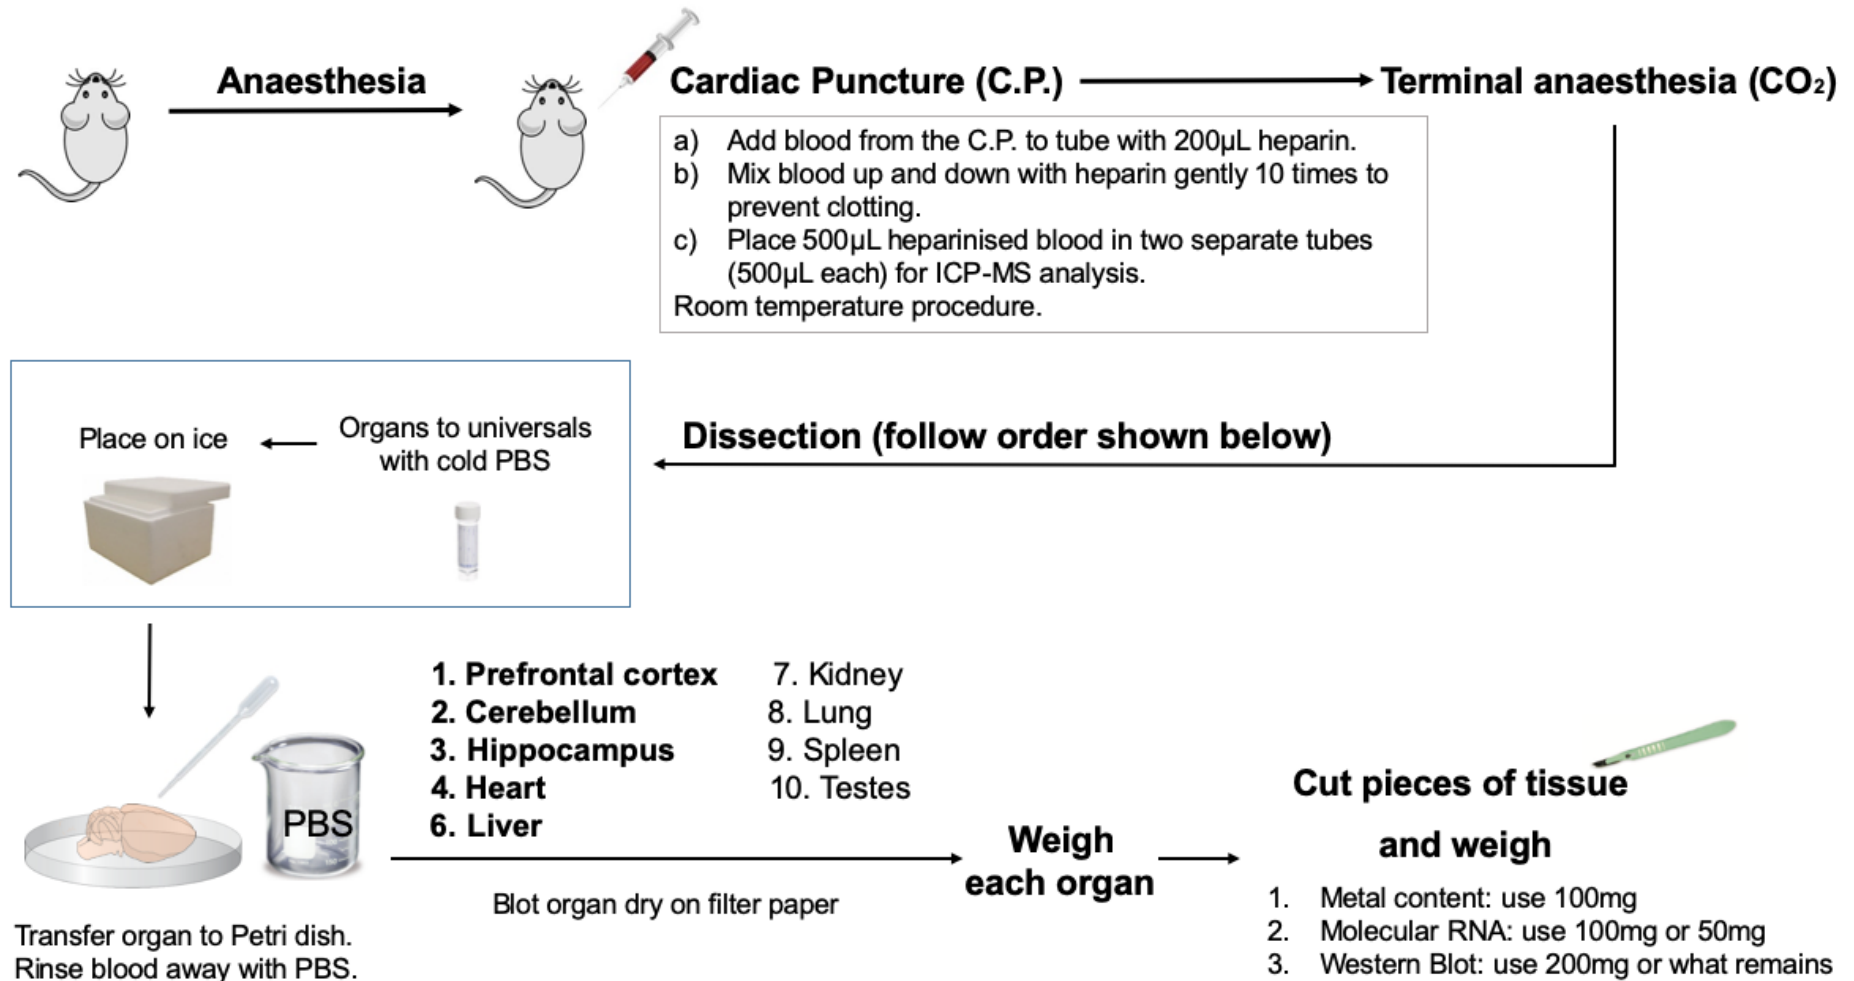 Anaesthesia
Cardiac Puncture (C.P.)
Terminal anaesthesia (CO₂)
a) Add blood from the C.P. to tube with 200µL heparin.
b) Mix blood up and down with heparin gently 10 times to
prevent clotting.
c) Place 500µL heparinised blood in two separate tubes
(500µL each) for ICP-MS analysis.
Room temperature procedure.
Dissection (follow order shown below)
Organs to universals
with cold PBS
Place on ice
PBS
Transfer organ to Petri dish.
Rinse blood away with PBS.
1. Prefrontal cortex
2. Cerebellum
3. Hippocampus
4. Heart
6. Liver
7. Kidney
8. Lung
9. Spleen
10. Testes
Blot organ dry on filter paper
Weigh
each organ
Cut pieces of tissue
and weigh
1. Metal content: use 100mg
2. Molecular RNA: use 100mg or 50mg
3. Western Blot: use 200mg or what remains